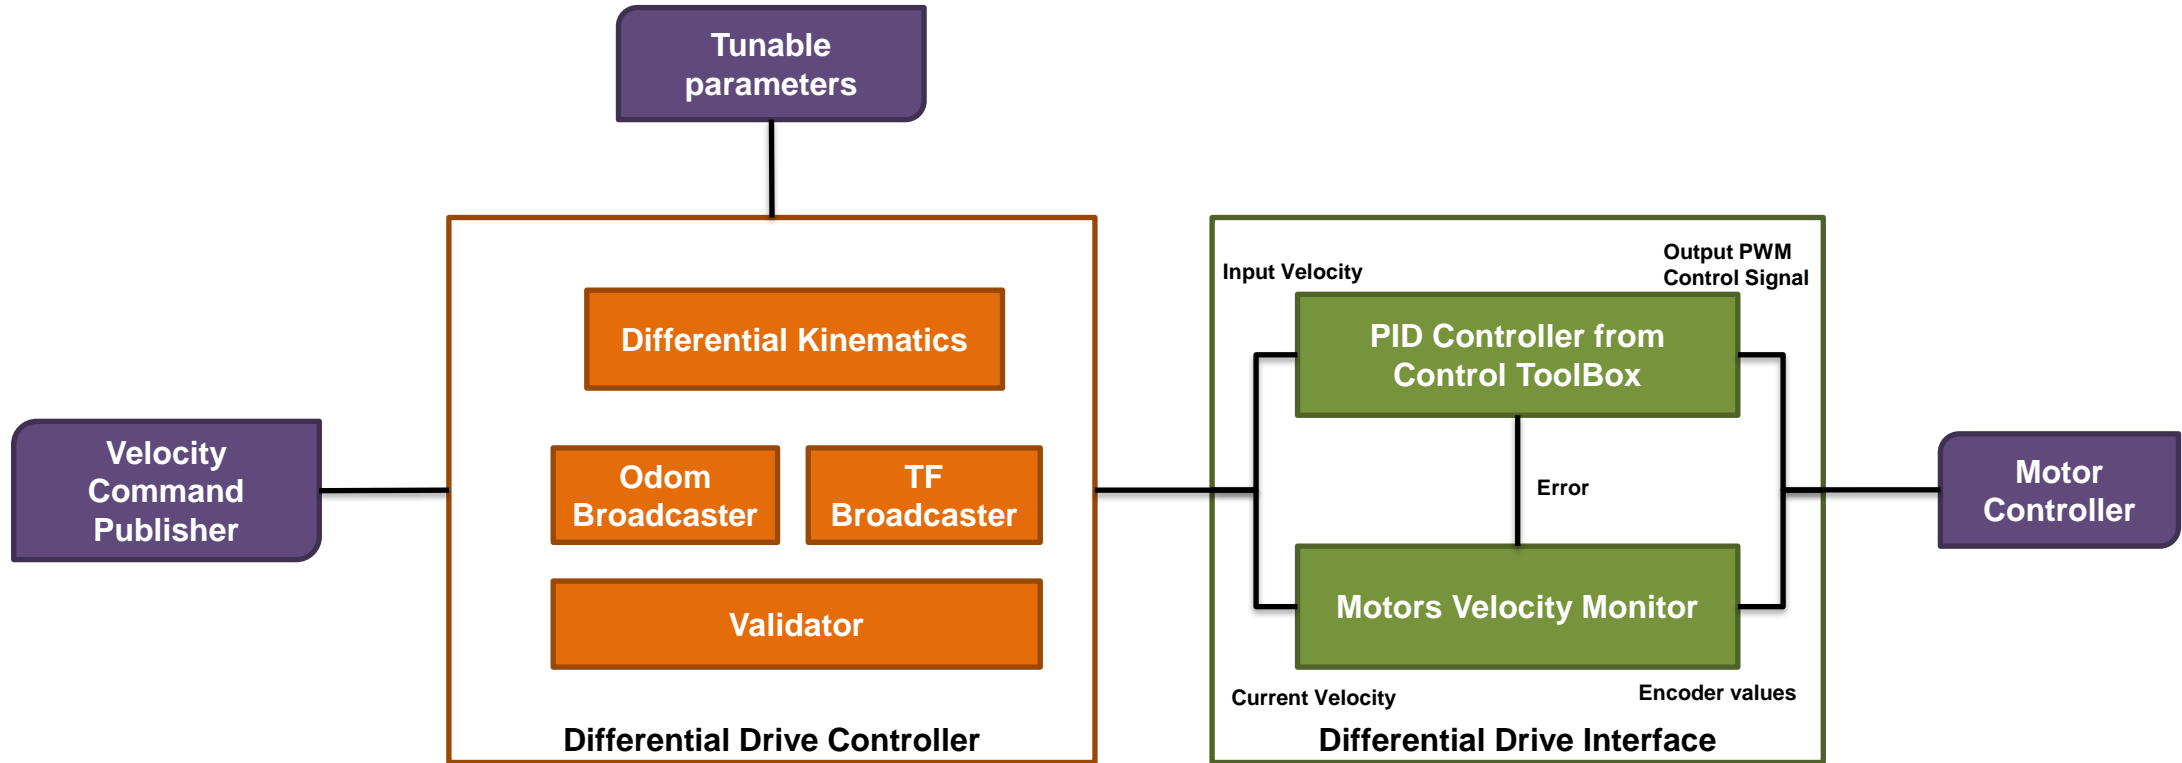 Tunable
parameters
Velocity
Command
Publisher
Differential Kinematics
Odom
Broadcaster
TF
Broadcaster
Validator
Differential Drive Controller
Input Velocity
Output PWM
Control Signal
PID Controller from
Control ToolBox
Error
Motors Velocity Monitor
Current Velocity
Encoder values
Differential Drive Interface
Motor
Controller